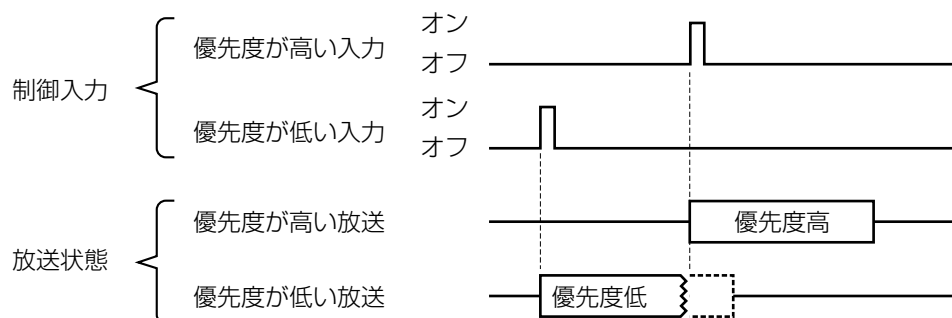 制御入力
優先度が高い入力
オン
オフ
優先度が低い入力
オン
オフ
放送状態
優先度が高い放送
優先度高
優先度が低い放送
優先度低